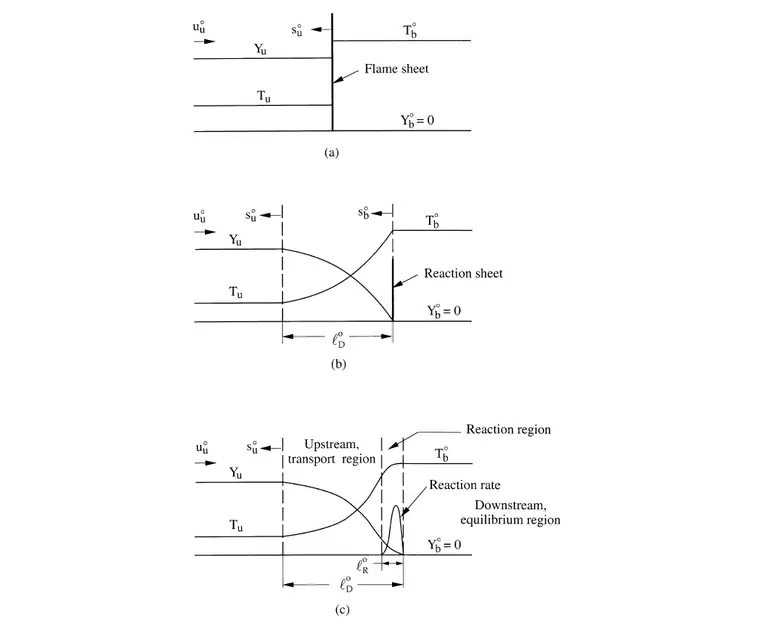 u°u
s°u
T°b
Yu
Flame sheet
Tu
Y°b = 0
(a)
u°u
s°u
s°b
T°b
Yu
Reaction sheet
Tu
Y°b = 0
ℓ°D
(b)
Reaction region
u°u
s°u
Upstream,
transport region
T°b
Yu
Reaction rate
Downstream,
equilibrium region
Tu
Y°b = 0
ℓ°R
ℓ°D
(c)